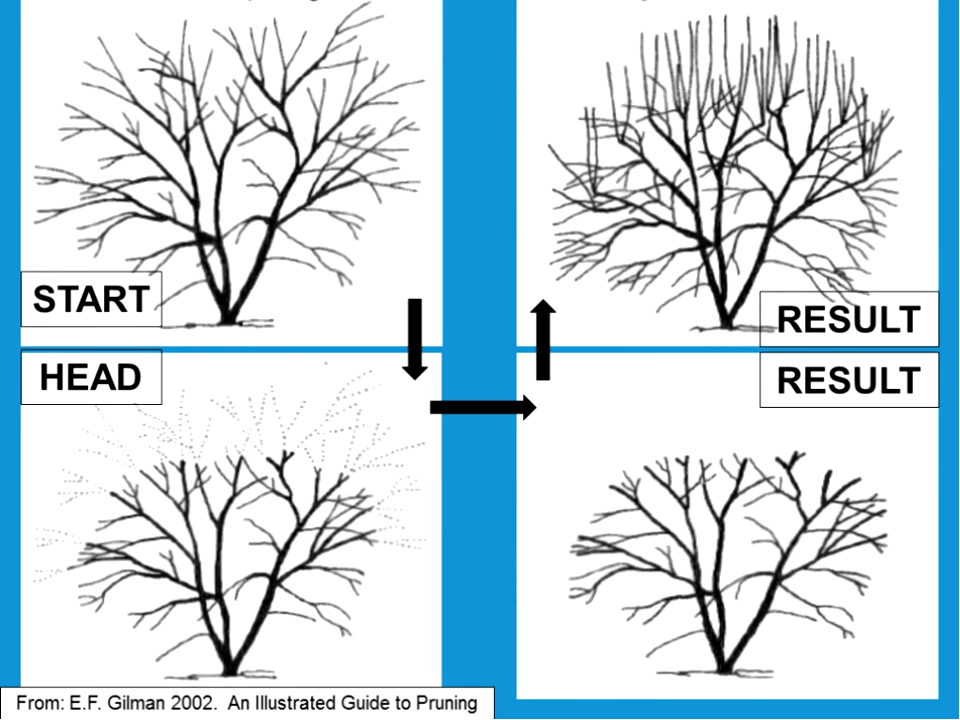 START
RESULT
HEAD
RESULT
From: E.F. Gilman 2002. An Illustrated Guide to Pruning